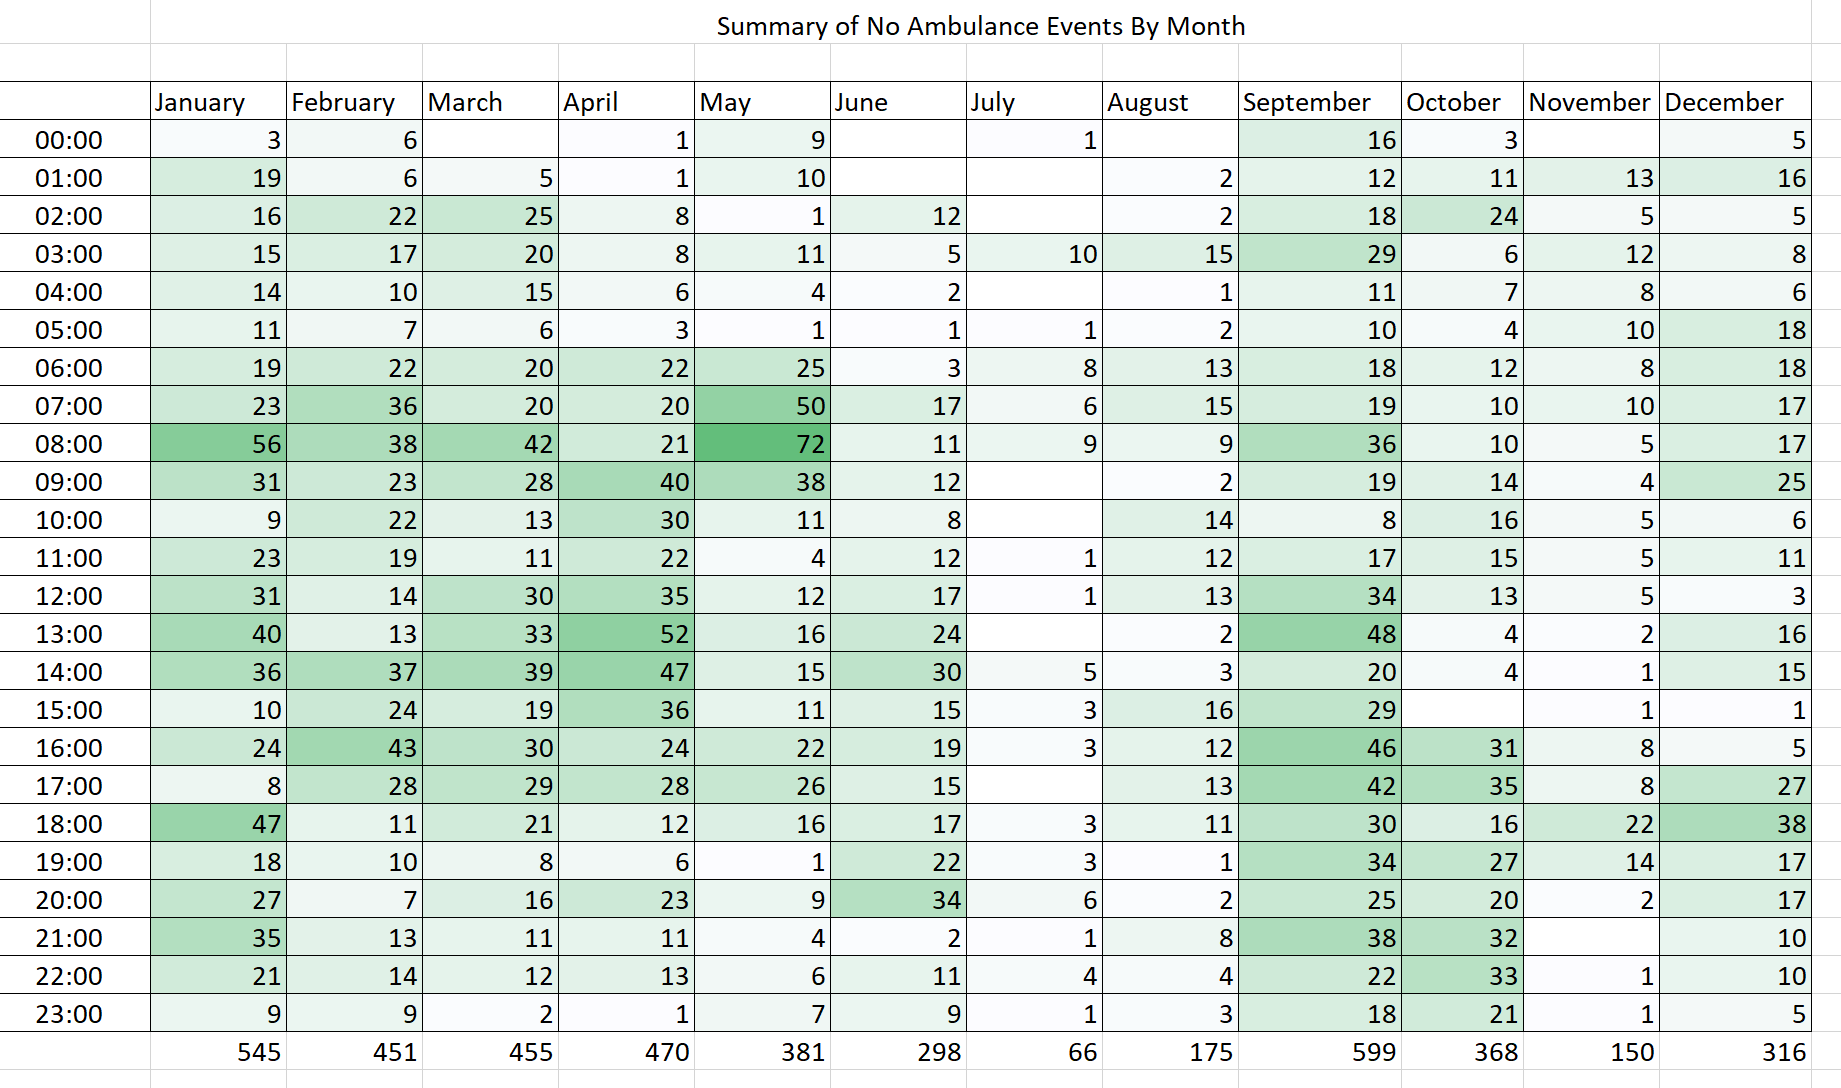 Summary of No Ambulance Events By Month
January February March April May June July August September October November December
00:00 3 6 1 9 1 16 3 5
01:00 19 6 5 1 10 2 12 11 13 16
02:00 16 22 25 8 1 12 2 18 24 5 5
03:00 15 17 20 8 11 5 10 15 29 6 12 8
04:00 14 10 15 6 4 2 1 11 7 8 6
05:00 11 7 6 3 1 1 1 2 10 4 10 18
06:00 19 22 20 22 25 3 8 13 18 12 8 18
07:00 23 36 20 20 50 17 6 15 19 10 10 17
08:00 56 38 42 21 72 11 9 9 36 10 5 17
09:00 31 23 28 40 38 12 2 19 14 4 25
10:00 9 22 13 30 11 8 14 8 16 5 6
11:00 23 19 11 22 4 12 1 12 17 15 5 11
12:00 31 14 30 35 12 17 1 13 34 13 5 3
13:00 40 13 33 52 16 24 2 48 4 2 16
14:00 36 37 39 47 15 30 5 3 20 4 1 15
15:00 10 24 19 36 11 15 3 16 29 1 1
16:00 24 43 30 24 22 19 3 12 46 31 8 5
17:00 8 28 29 28 26 15 13 42 35 8 27
18:00 47 11 21 12 16 17 3 11 30 16 22 38
19:00 18 10 8 6 1 22 3 1 34 27 14 17
20:00 27 7 16 23 9 34 6 2 25 20 2 17
21:00 35 13 11 11 4 2 1 8 38 32 10
22:00 21 14 12 13 6 11 4 4 22 33 1 10
23:00 9 9 2 1 7 9 1 3 18 21 1 5
545 451 455 470 381 298 66 175 599 368 150 316